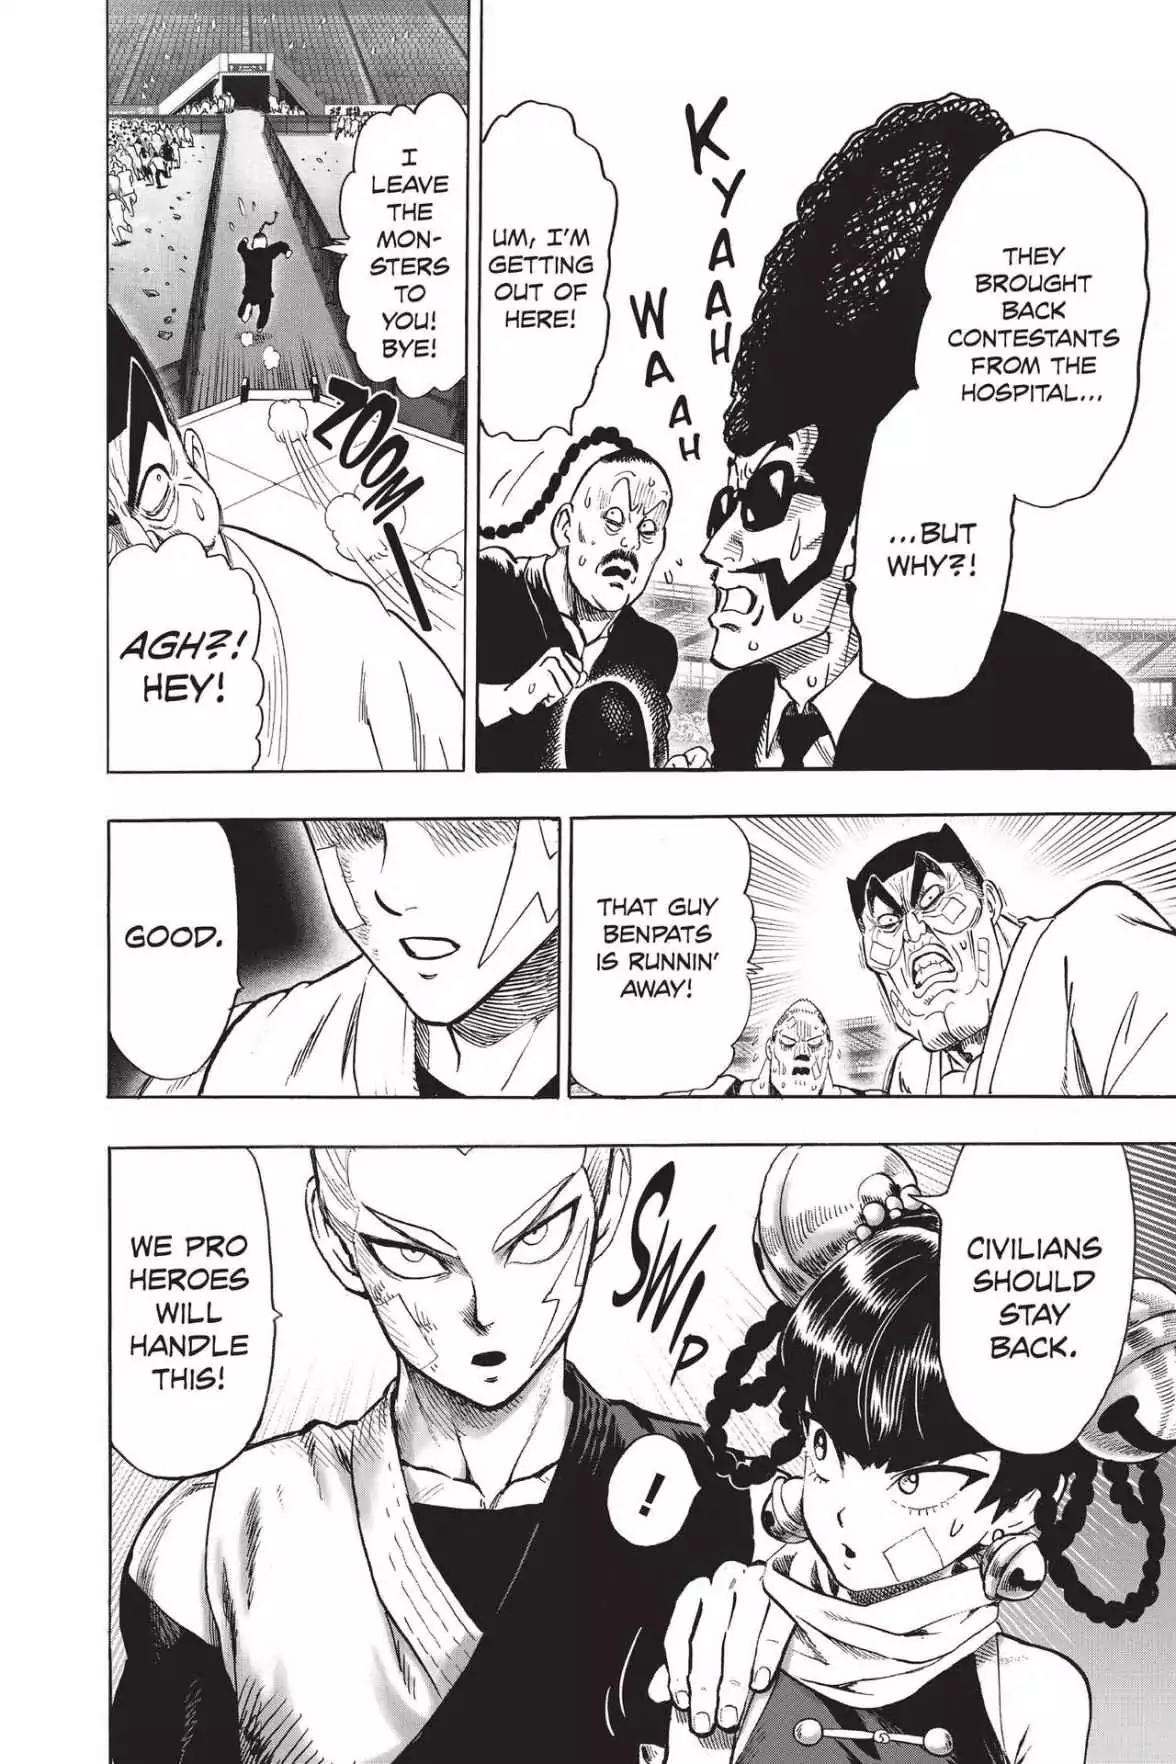 THEY
BROUGHT
BACK
CONTESTANTS
FROM THE
HOSPITAL...
...BUT
WHY?!
KYAAH
WAAH
UM, I'M
GETTING
OUT OF
HERE!
I
LEAVE
THE
MON-
STERS
TO
YOU!
BYE!
ZOOM
AGH?!
HEY!
THAT GUY
BENPATS
IS RUNNIN'
AWAY!
GOOD.
CIVILIANS
SHOULD
STAY
BACK.
SWIP
!
WE PRO
HEROES
WILL
HANDLE
THIS!